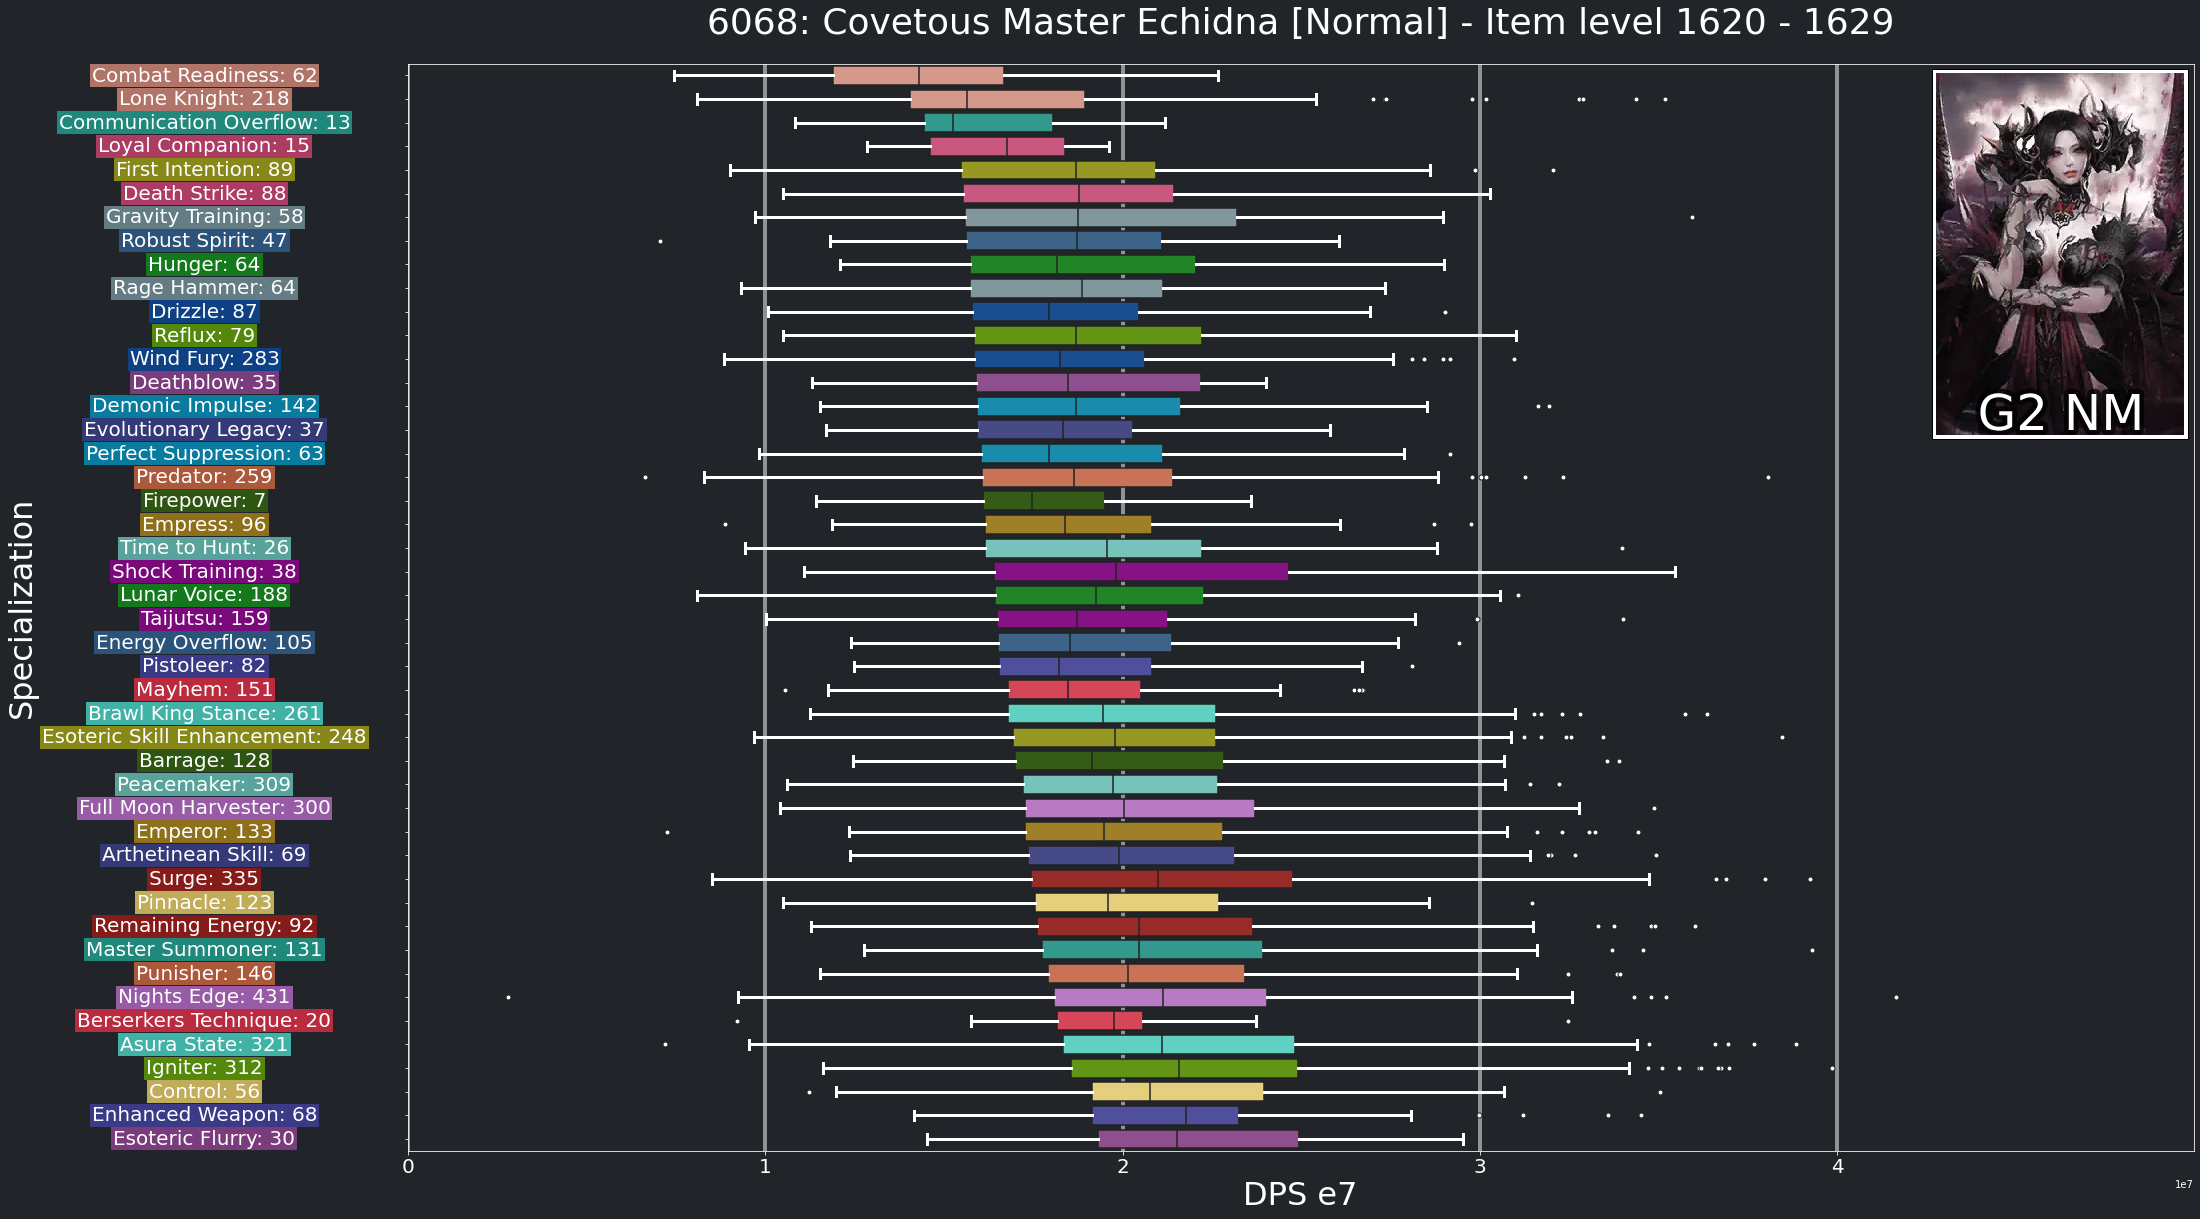 6068: Covetous Master Echidna [Normal] - Item level 1620 - 1629
Combat Readiness: 62
Lone Knight: 218
Communication Overflow: 13
Loyal Companion: 15
First Intention: 89
Death Strike: 88
Gravity Training: 58
Robust Spirit: 47
Hunger: 64
Rage Hammer: 64
Drizzle: 87
Reflux: 79
Wind Fury: 283
Deathblow: 35
Demonic Impulse: 142
Evolutionary Legacy: 37
Perfect Suppression: 63
Predator: 259
Firepower: 7
Empress: 96
Time to Hunt: 26
Shock Training: 38
Lunar Voice: 188
Taijutsu: 159
Energy Overflow: 105
Pistoleer: 82
Mayhem: 151
Brawl King Stance: 261
Esoteric Skill Enhancement: 248
Barrage: 128
Peacemaker: 309
Full Moon Harvester: 300
Emperor: 133
Arthetinean Skill: 69
Surge: 335
Pinnacle: 123
Remaining Energy: 92
Master Summoner: 131
Punisher: 146
Nights Edge: 431
Berserkers Technique: 20
Asura State: 321
Igniter: 312
Control: 56
Enhanced Weapon: 68
Esoteric Flurry: 30
Specialization
G2 NM
0 1 2 3 4
1e7
DPS e7